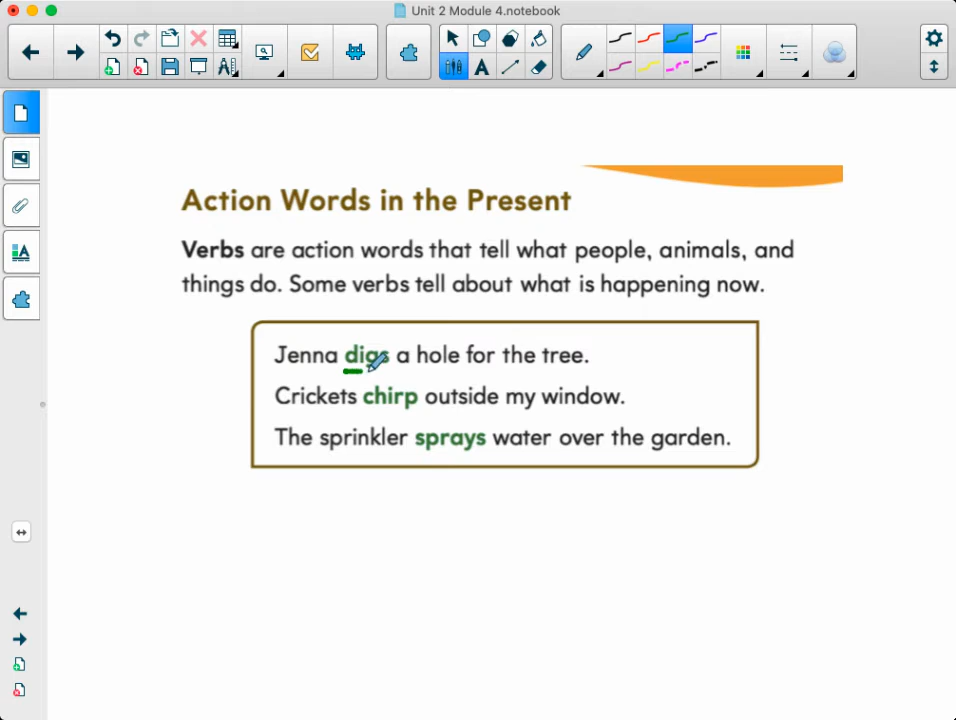 Unit 2 Module 4.notebook
Action Words in the Present
Verbs are action words that tell what people, animals, and
things do. Some verbs tell about what is happening now.
Jenna digs a hole for the tree.
Crickets chirp outside my window.
The sprinkler sprays water over the garden.